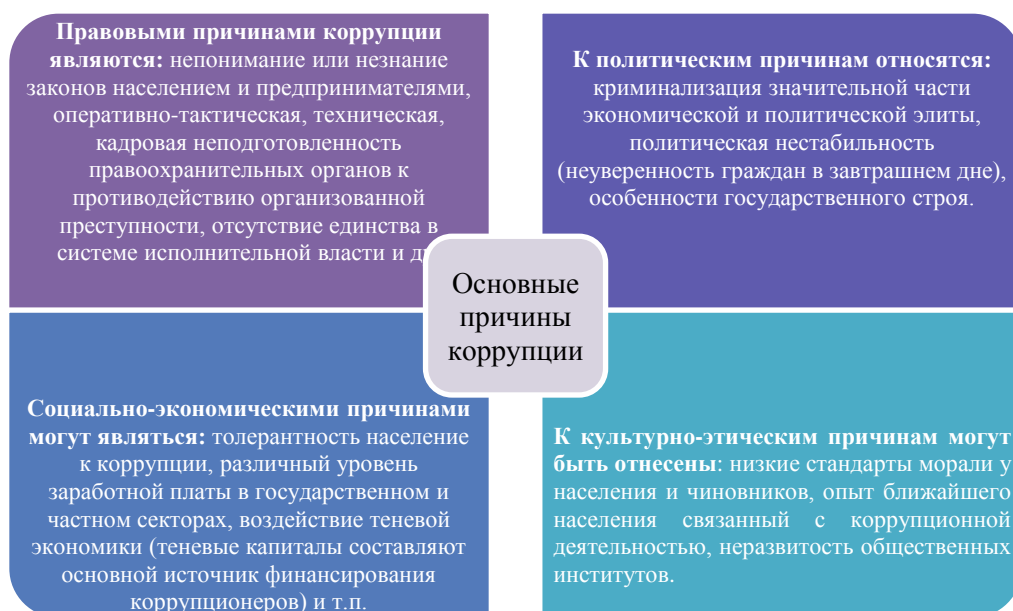 Правовыми причинами коррупции
являются: непонимание или незнание
законов населением и предпринимателями,
оперативно-тактическая, техническая,
кадровая неподготовленность
правоохранительных органов к
противодействию организованной
преступности, отсутствие единства в
системе исполнительной власти и
К политическим причинам относятся:
криминализация значительной части
экономической и политической элиты,
политическая нестабильность
(неуверенность граждан в завтрашнем дне),
особенности государственного строя.
Основные
причины
коррупции
Социально-экономическими причинами
могут являться: толерантность население
к коррупции, различный уровень
заработной платы в государственном и
частном секторах, воздействие теневой
экономики (теневые капиталы составляют
основной источник финансирования
коррупционеров) и т.п.
К культурно-этическим причинам могут
быть отнесены: низкие стандарты морали у
населения и чиновников, опыт ближайшего
населения связанный с коррупционной
деятельностью, неразвитость общественных
институтов.